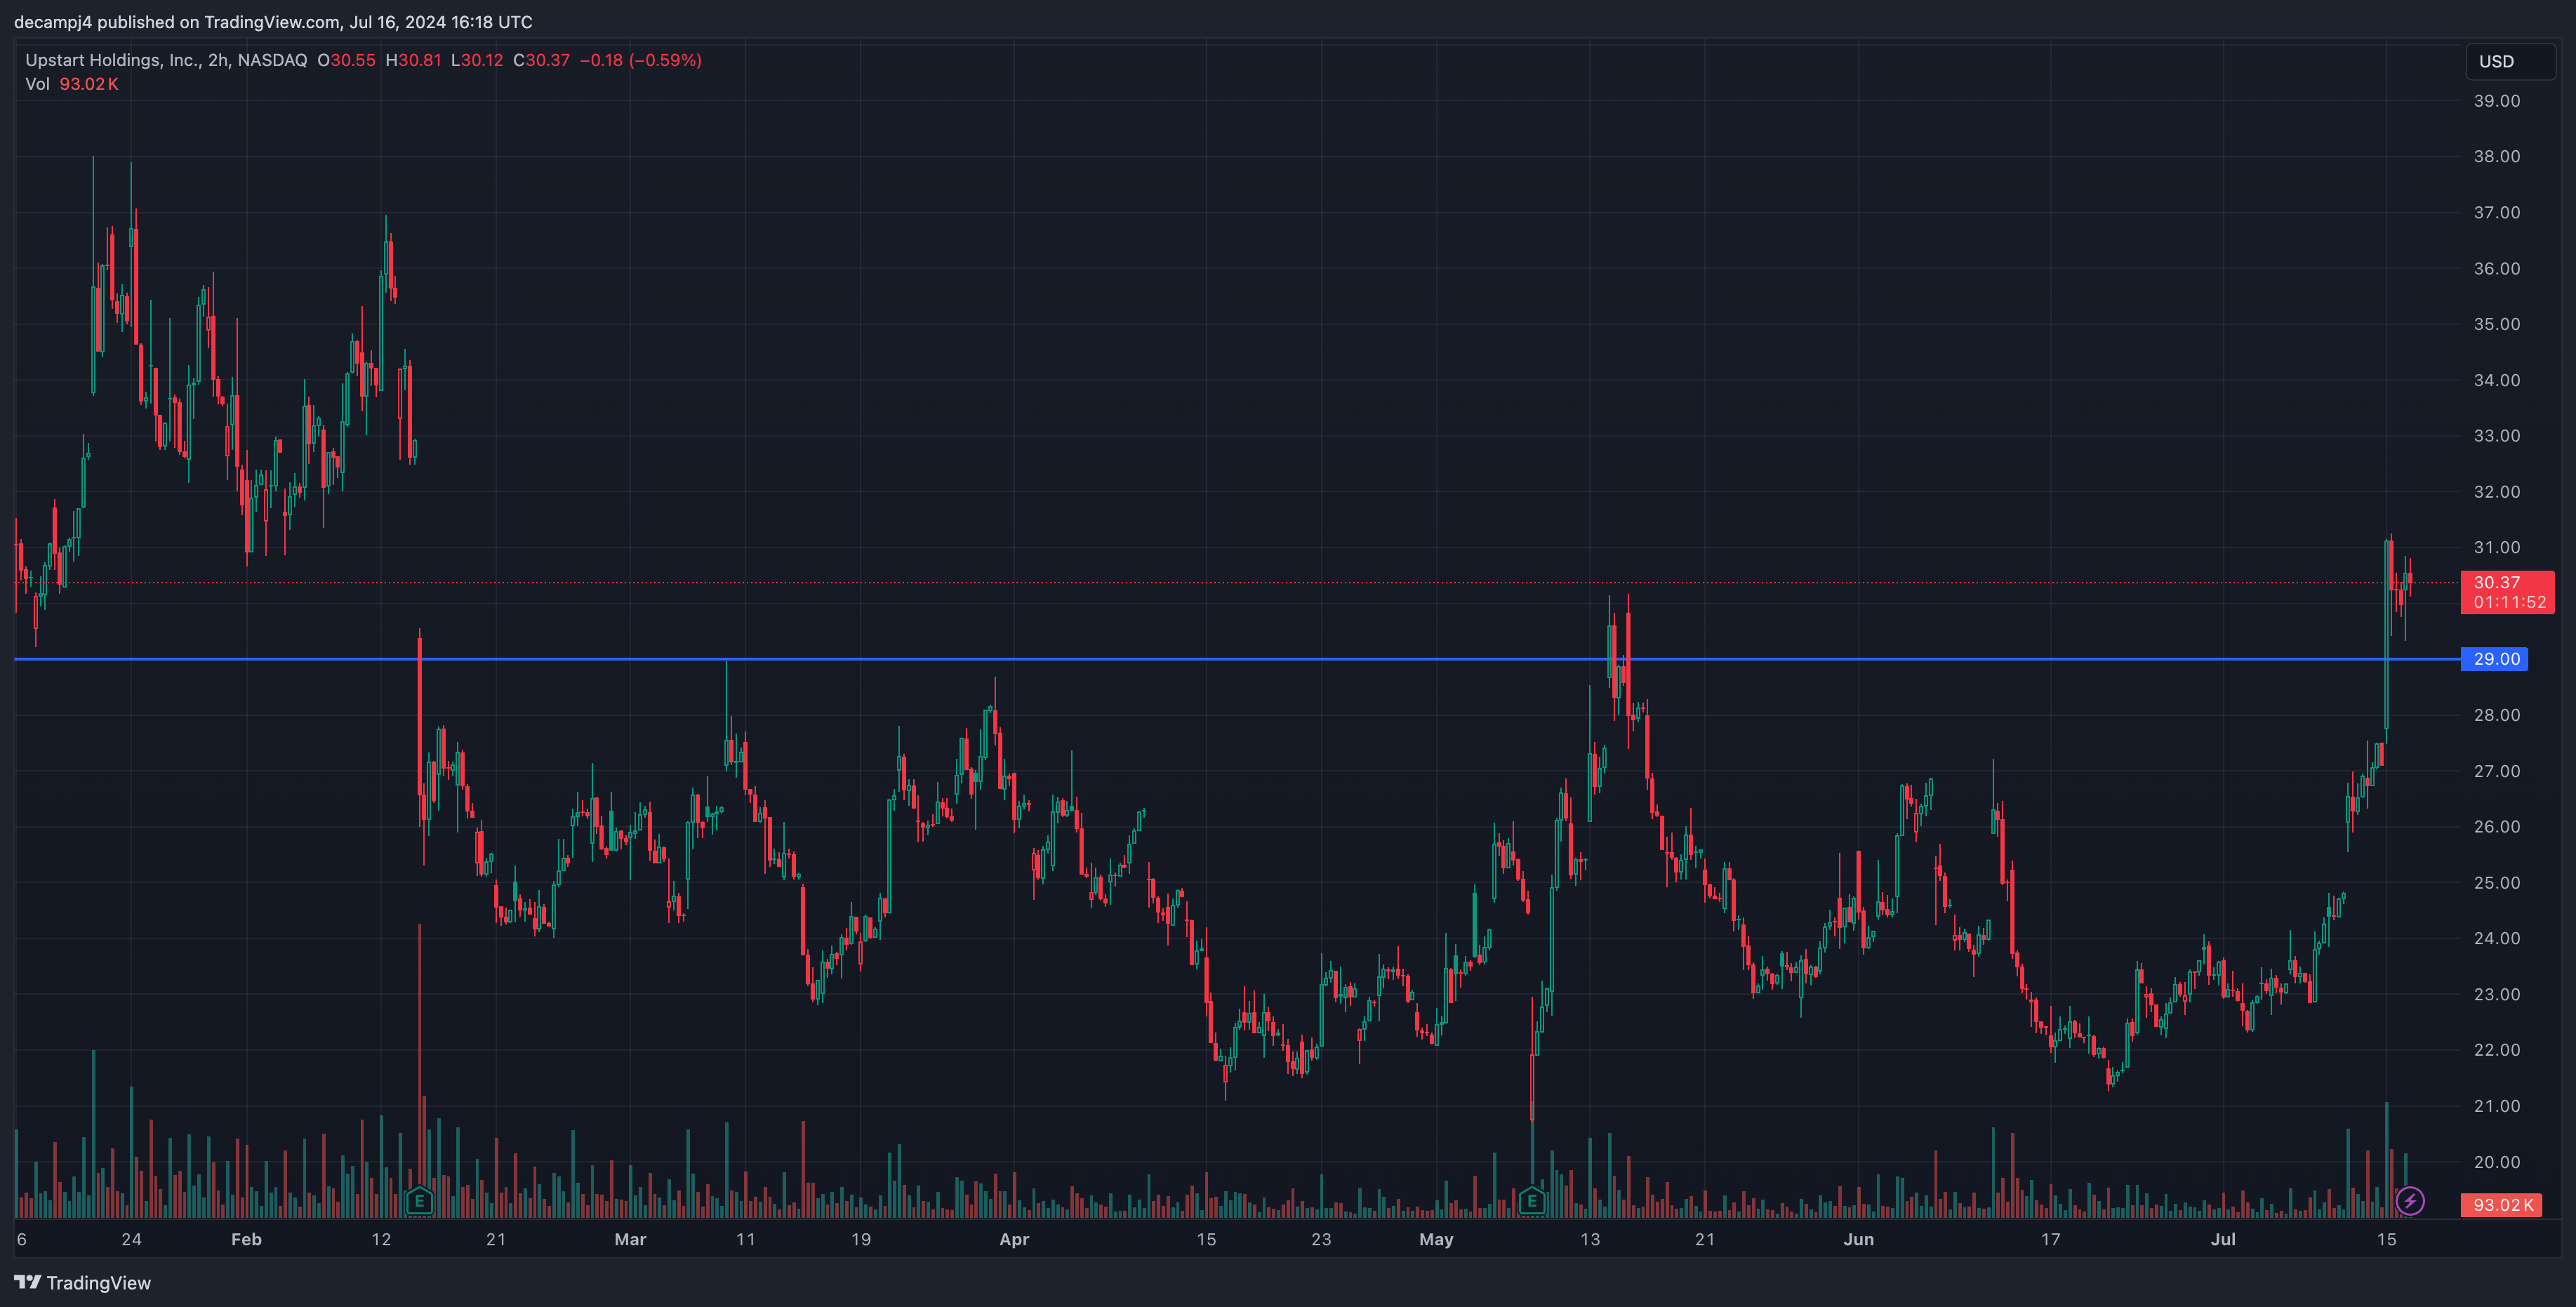 decampj4 published on TradingView.com, Jul 16, 2024 16:18 UTC
Upstart Holdings, Inc., 2h, NASDAQ O30.55 H30.81 L30.12 C30.37 −0.18 (−0.59%)
Vol 93.02K
USD
39.00
38.00
37.00
36.00
35.00
34.00
33.00
32.00
31.00
30.37
01:11:52
29.00
28.00
27.00
26.00
25.00
24.00
23.00
22.00
21.00
20.00
E E
93.02K
6 24 Feb 12 21 Mar 11 19 Apr 15 23 May 13 21 Jun 17 Jul 15
TradingView